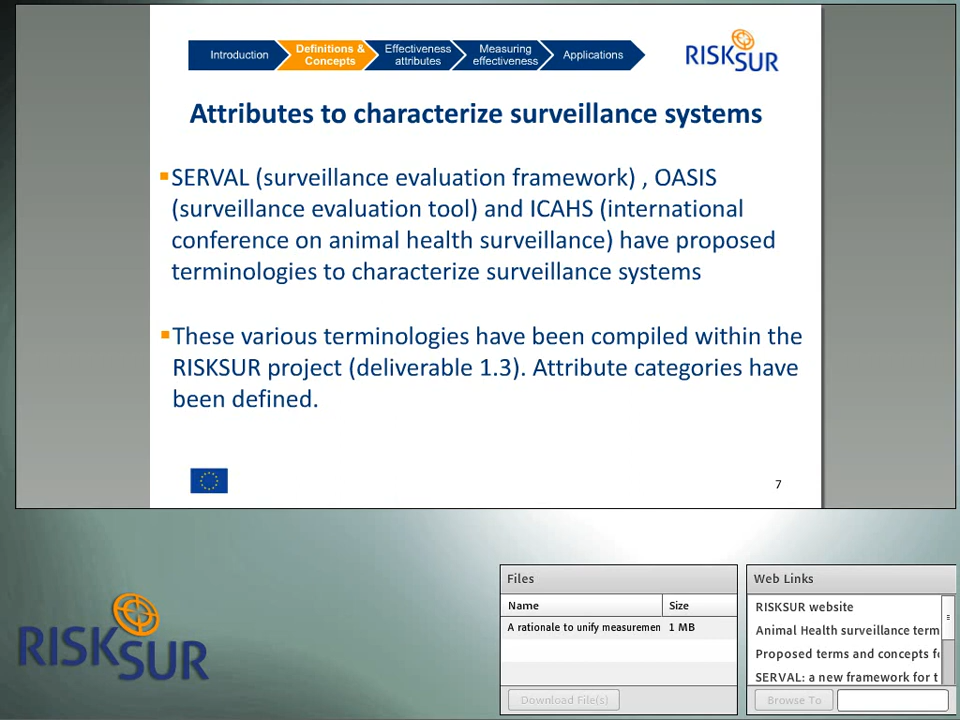 Introduction
Definitions &
Concepts
Effectiveness
attributes
Measuring
effectiveness
Applications
RISKSUR
Attributes to characterize surveillance systems
SERVAL (surveillance evaluation framework) , OASIS
(surveillance evaluation tool) and ICAHS (international
conference on animal health surveillance) have proposed
terminologies to characterize surveillance systems
These various terminologies have been compiled within the
RISKSUR project (deliverable 1.3). Attribute categories have
been defined.
7
RISKSUR
Files
Name Size
A rationale to unify measuremen 1 MB
Download File(s)
Web Links
RISKSUR website
Animal Health surveillance term
Proposed terms and concepts fo
SERVAL: a new framework for t
Browse To